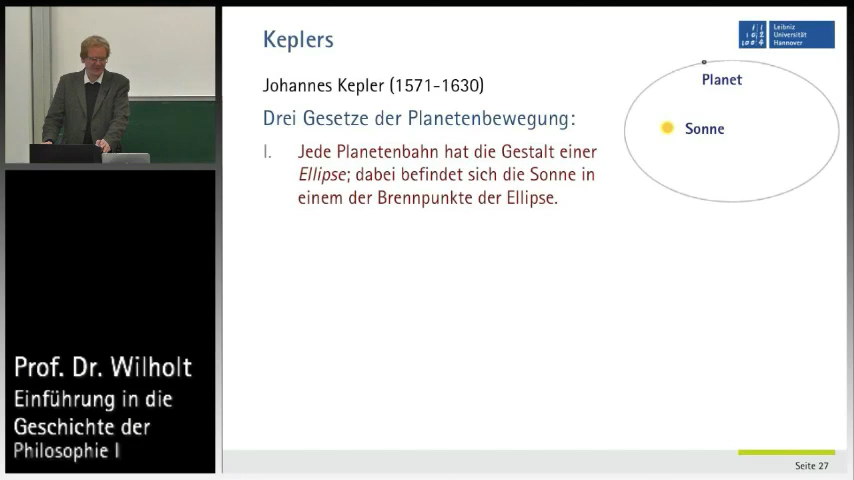 Keplers
Leibniz
Universität
Hannover
Johannes Kepler (1571-1630)
Planet
Drei Gesetze der Planetenbewegung:
Sonne
I. Jede Planetenbahn hat die Gestalt einer
Ellipse; dabei befindet sich die Sonne in
einem der Brennpunkte der Ellipse.
Prof. Dr. Wilholt
Einführung in die
Geschichte der
Philosophie I
Seite 27